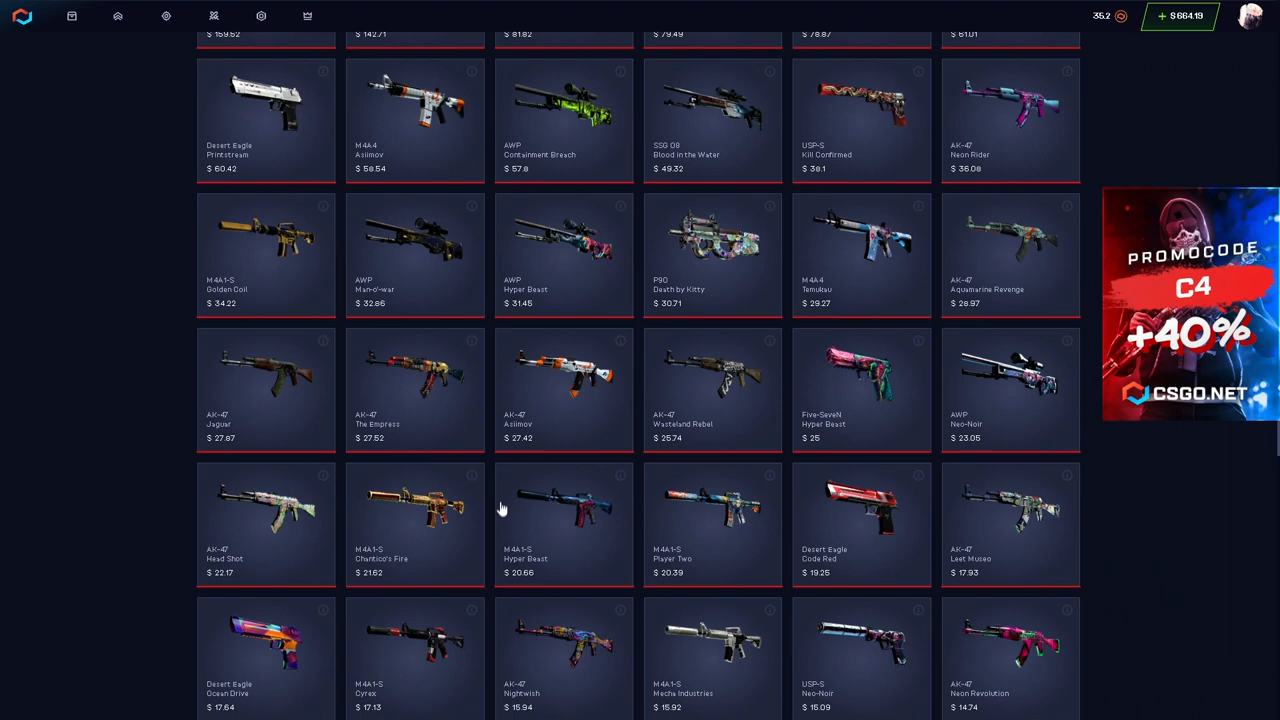 35.2
+ $ 664.19
$ 159.52
$ 142.71
$ 81.82
$ 79.49
$ 78.87
$ 61.01
Desert Eagle
Printstream
$ 60.42
M4A4
Asiimov
$ 58.54
AWP
Containment Breach
$ 57.8
SSG 08
Blood in the Water
$ 49.32
USP-S
Kill Confirmed
$ 38.1
AK-47
Neon Rider
$ 36.08
M4A1-S
Golden Coil
$ 34.22
AWP
Man-o'-war
$ 32.86
AWP
Hyper Beast
$ 31.45
P90
Death by Kitty
$ 30.71
M4A4
Temukau
$ 29.27
AK-47
Aquamarine Revenge
$ 28.97
PROMOCODE
C4
+40%
CSGO.NET
AK-47
Jaguar
$ 27.87
AK-47
The Empress
$ 27.52
AK-47
Asiimov
$ 27.42
AK-47
Wasteland Rebel
$ 25.74
Five-SeveN
Hyper Beast
$ 25
AWP
Neo-Noir
$ 23.05
AK-47
Head Shot
$ 22.17
M4A1-S
Chantico's Fire
$ 21.62
M4A1-S
Hyper Beast
$ 20.66
M4A1-S
Player Two
$ 20.39
Desert Eagle
Code Red
$ 19.25
AK-47
Leet Museo
$ 17.93
Desert Eagle
Ocean Drive
$ 17.64
M4A1-S
Cyrex
$ 17.13
AK-47
Nightwish
$ 15.94
M4A1-S
Mecha Industries
$ 15.92
USP-S
Neo-Noir
$ 15.09
AK-47
Neon Revolution
$ 14.74